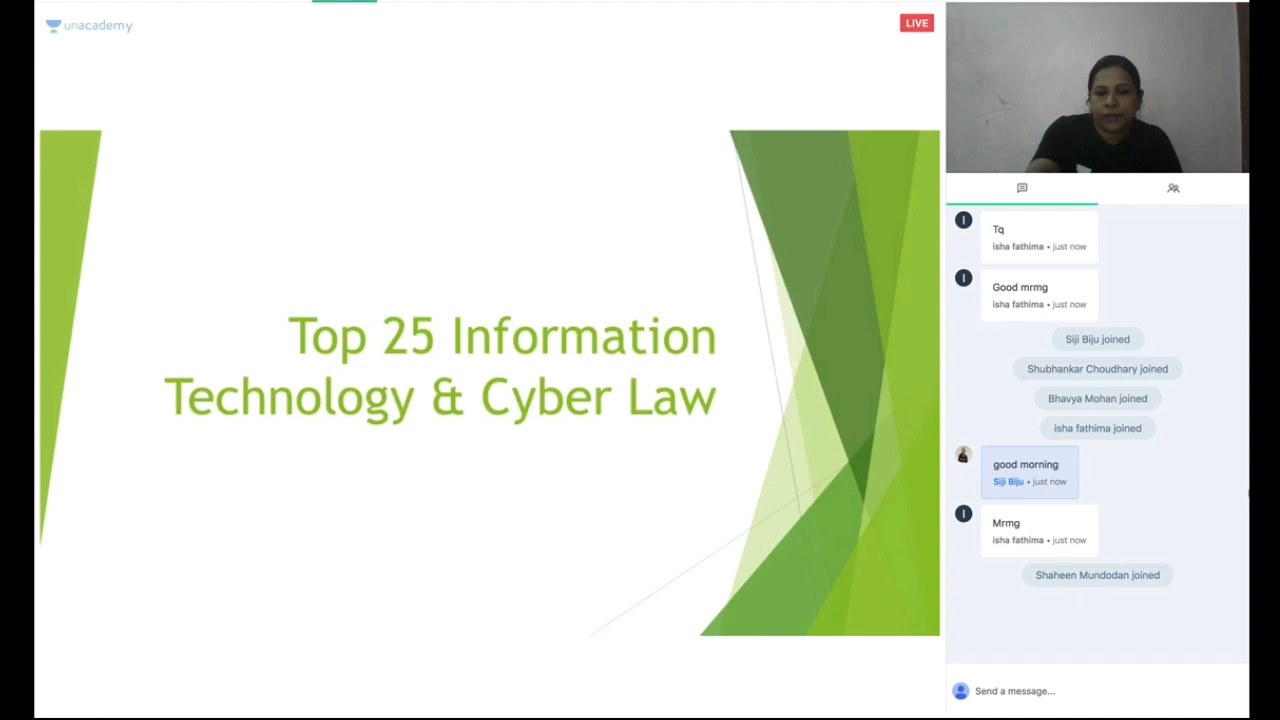 unacademy
LIVE
Top 25 Information
Technology & Cyber Law
I
Tq
isha fathima • just now
I
Good mrmg
isha fathima • just now
Siji Biju joined
Shubhankar Choudhary joined
Bhavya Mohan joined
isha fathima joined
good morning
Siji Biju • just now
I
Mrmg
isha fathima • just now
Shaheen Mundodan joined
Send a message...